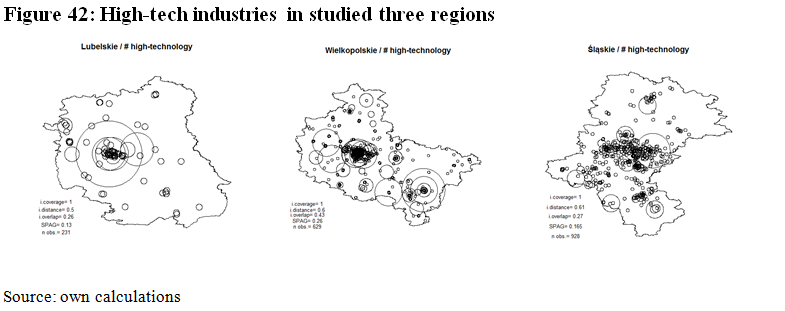 Figure 42: High-tech industries in studied three regions
Lubelskie / # high-technology
Wielkopolskie / # high-technology
Śląskie / # high-technology
i.coverage= 1
i.distance= 0.5
i.overlap= 0.26
SPAG= 0.13
n obs.= 231
i.coverage= 1
i.distance= 0.6
i.overlap= 0.43
SPAG= 0.26
n obs.= 629
i.coverage= 1
i.distance= 0.61
i.overlap= 0.27
SPAG= 0.165
n obs.= 928
Source: own calculations